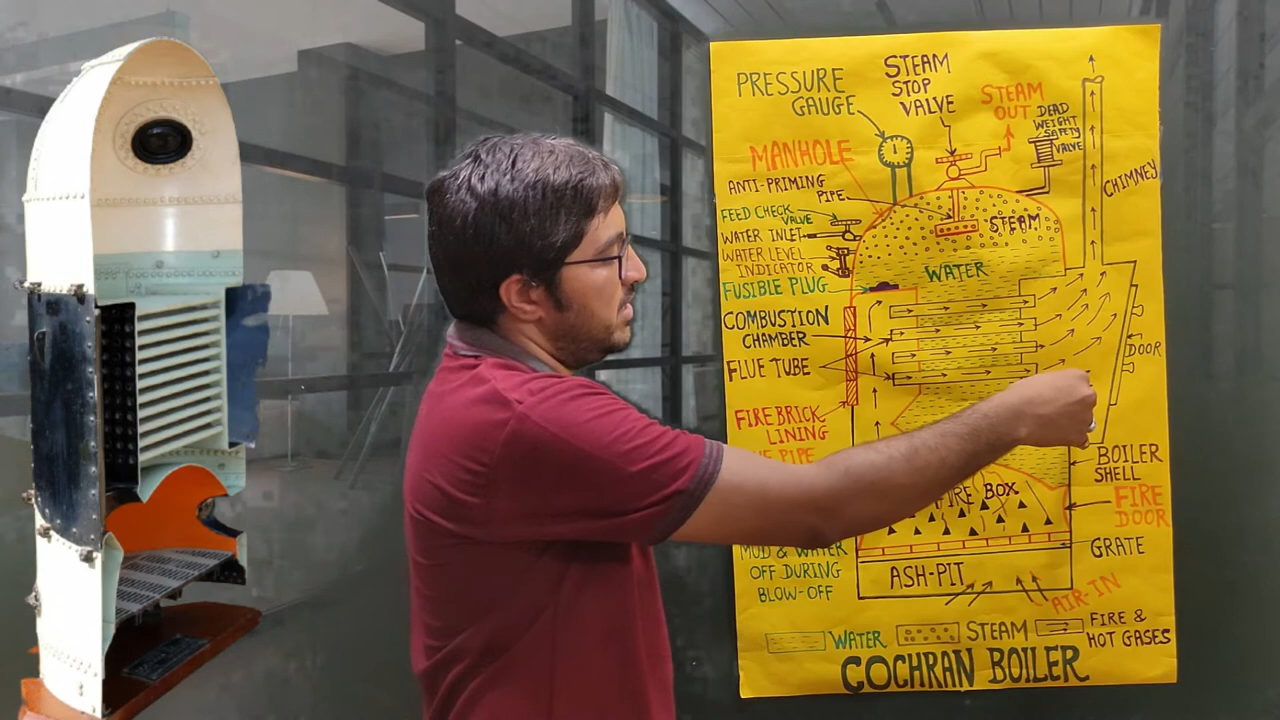 PRESSURE
GAUGE
STEAM
STOP
VALVE
STEAM
OUT
DEAD
WEIGHT
SAFETY
VALVE
MANHOLE
ANTI-PRIMING
PIPE
CHIMNEY
FEED CHECK
VALVE
WATER INLET
STEAM
WATER LEVEL
INDICATOR
WATER
FUSIBLE PLUG
COMBUSTION
CHAMBER
DOOR
FLUE TUBE
FIRE BRICK
LINING
PIPE
BOILER
SHELL
FIRE BOX
FIRE
DOOR
MUD & WATER
OFF DURING
BLOW-OFF
GRATE
ASH-PIT
AIR-IN
WATER
STEAM
FIRE &
HOT GASES
COCHRAN BOILER